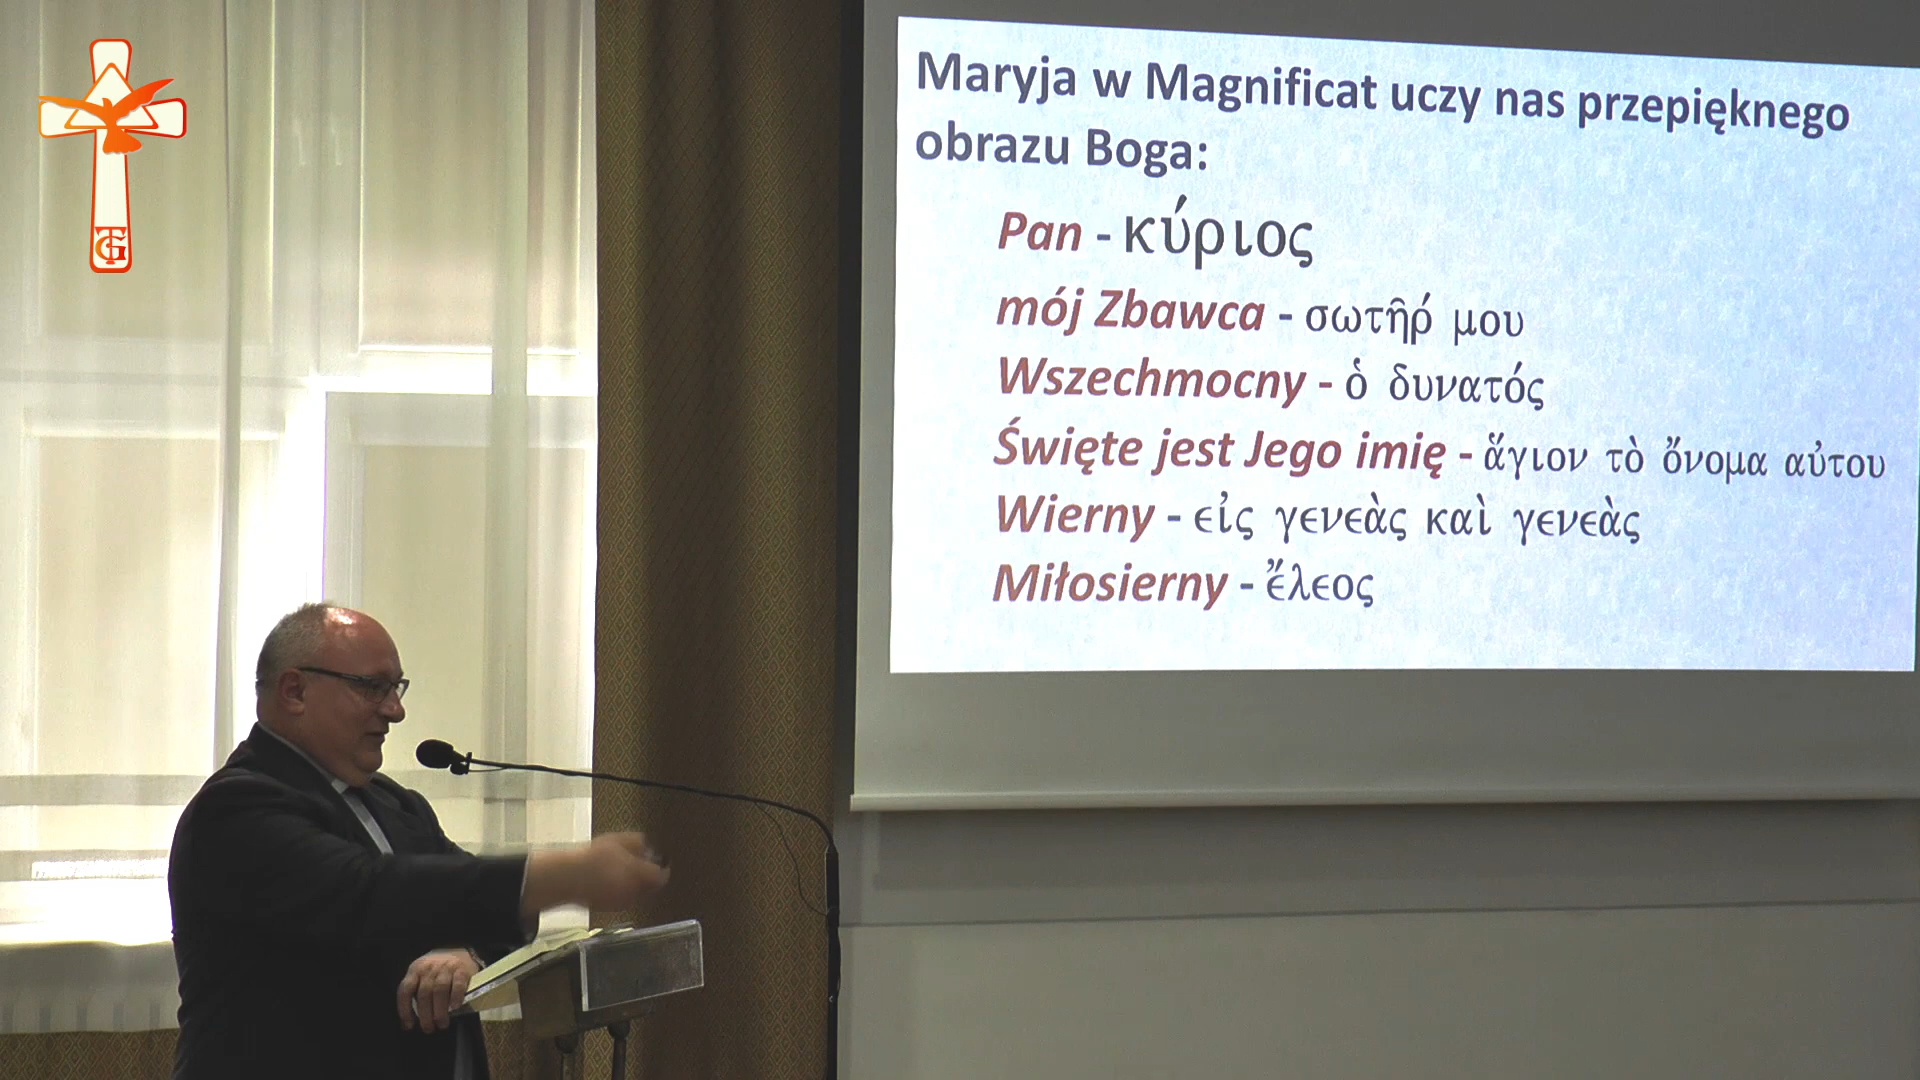 Maryja w Magnificat uczy nas przepięknego
obrazu Boga:
Pan - κύριος
mój Zbawca - σωτῆρ́ μου
Wszechmocny - ὁ δυνατός
Święte jest Jego imię - ἅγιον τὸ ὄνομα αὐτου
Wierny - εἰς γενεὰς καὶ γενεὰς
Miłosierny - ἔλεος